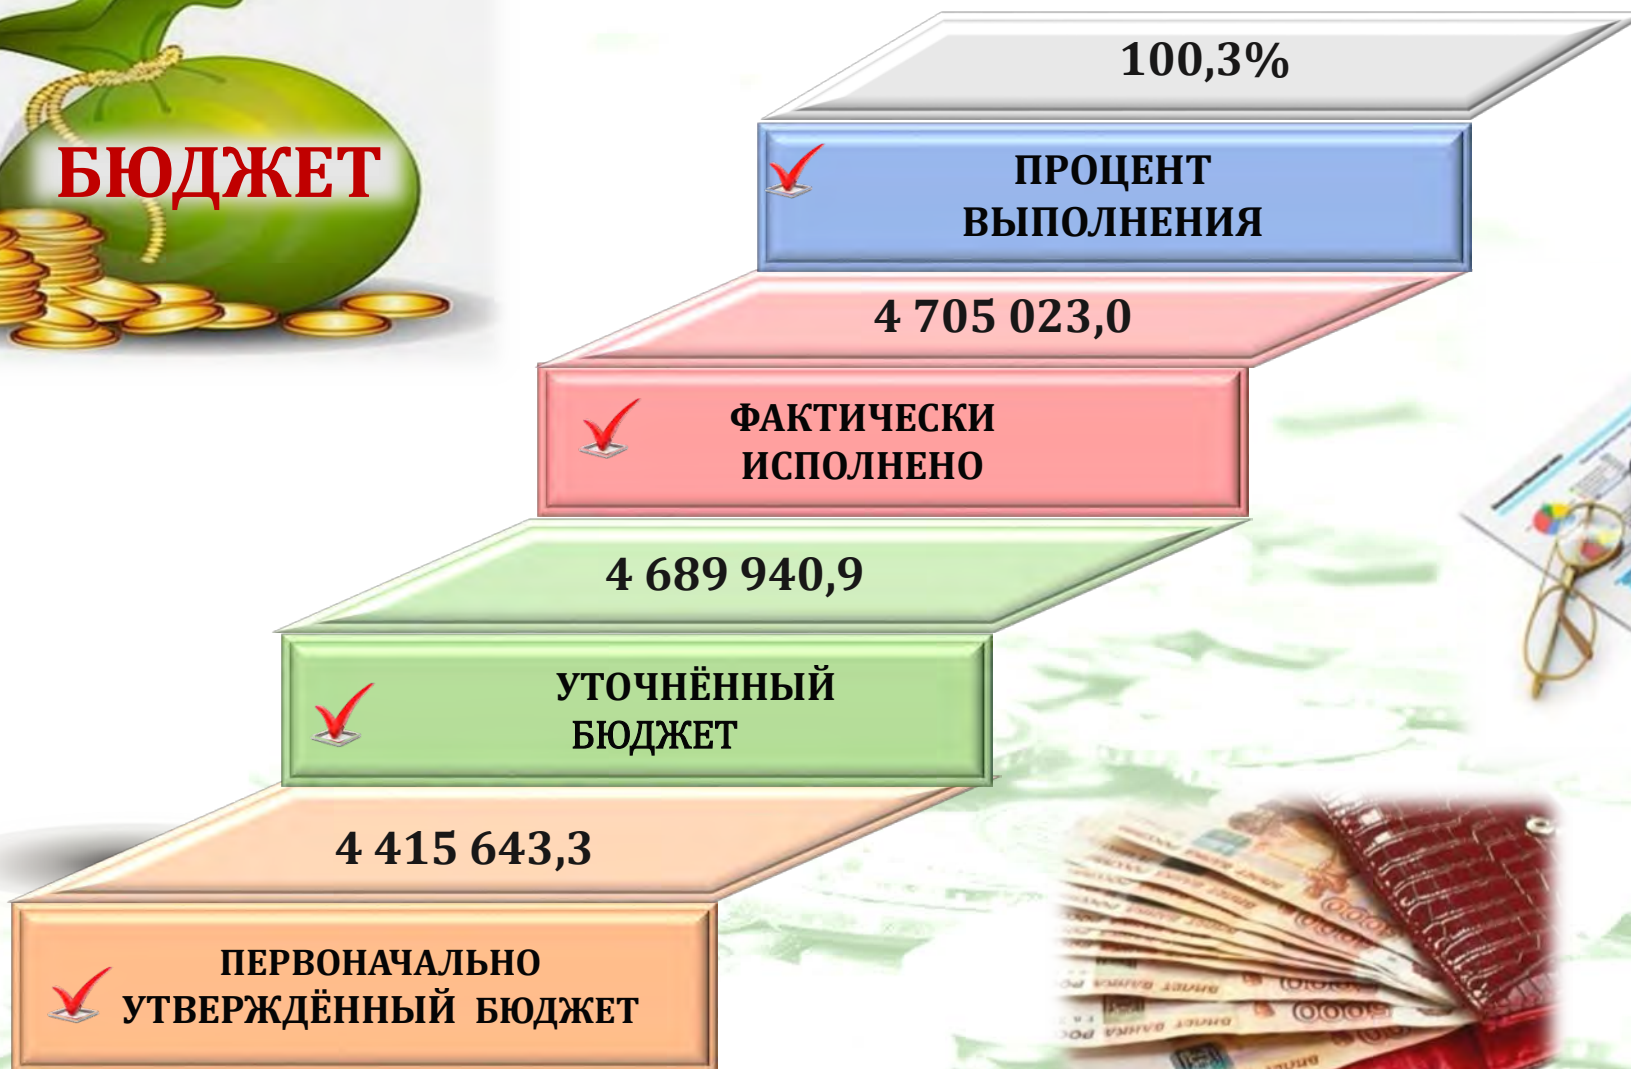 БЮДЖЕТ
100,3%
ПРОЦЕНТ
ВЫПОЛНЕНИЯ
4 705 023,0
ФАКТИЧЕСКИ
ИСПОЛНЕНО
4 689 940,9
УТОЧНЁННЫЙ
БЮДЖЕТ
4 415 643,3
ПЕРВОНАЧАЛЬНО
УТВЕРЖДЁННЫЙ БЮДЖЕТ